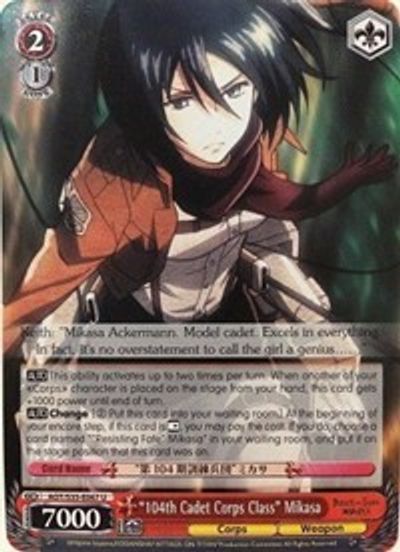 LEVEL
2
1
Keith: "Mikasa Ackermann. Model cadet. Excels in everything.
In fact, it's no overstatement to call the girl a genius.....
AUTO This ability activates up to two times per turn. When another of your
«Corps» character is placed on the stage from your hand, this card gets
+1000 power until end of turn.
AUTO Change [ Put this card into your waiting room] At the beginning of
your encore step, if this card is , you may pay the cost. If you do, choose
a card named "Resisting Fate" Mikasa" in your waiting room, and put it
on the stage position that this card was on.
Card Name
"第104期訓練兵団"ミカサ
7000
"104th Cadet Corps Class" Mikasa
Corps
Weapon